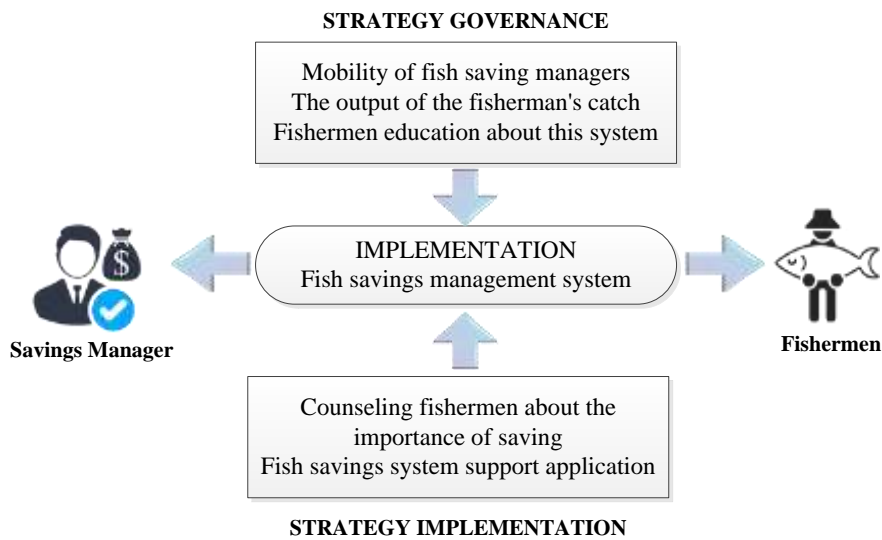 STRATEGY GOVERNANCE
Mobility of fish saving managers
The output of the fisherman's catch
Fishermen education about this system
IMPLEMENTATION
Fish savings management system
$
Savings Manager
Fishermen
Counseling fishermen about the
importance of saving
Fish savings system support application
STRATEGY IMPLEMENTATION